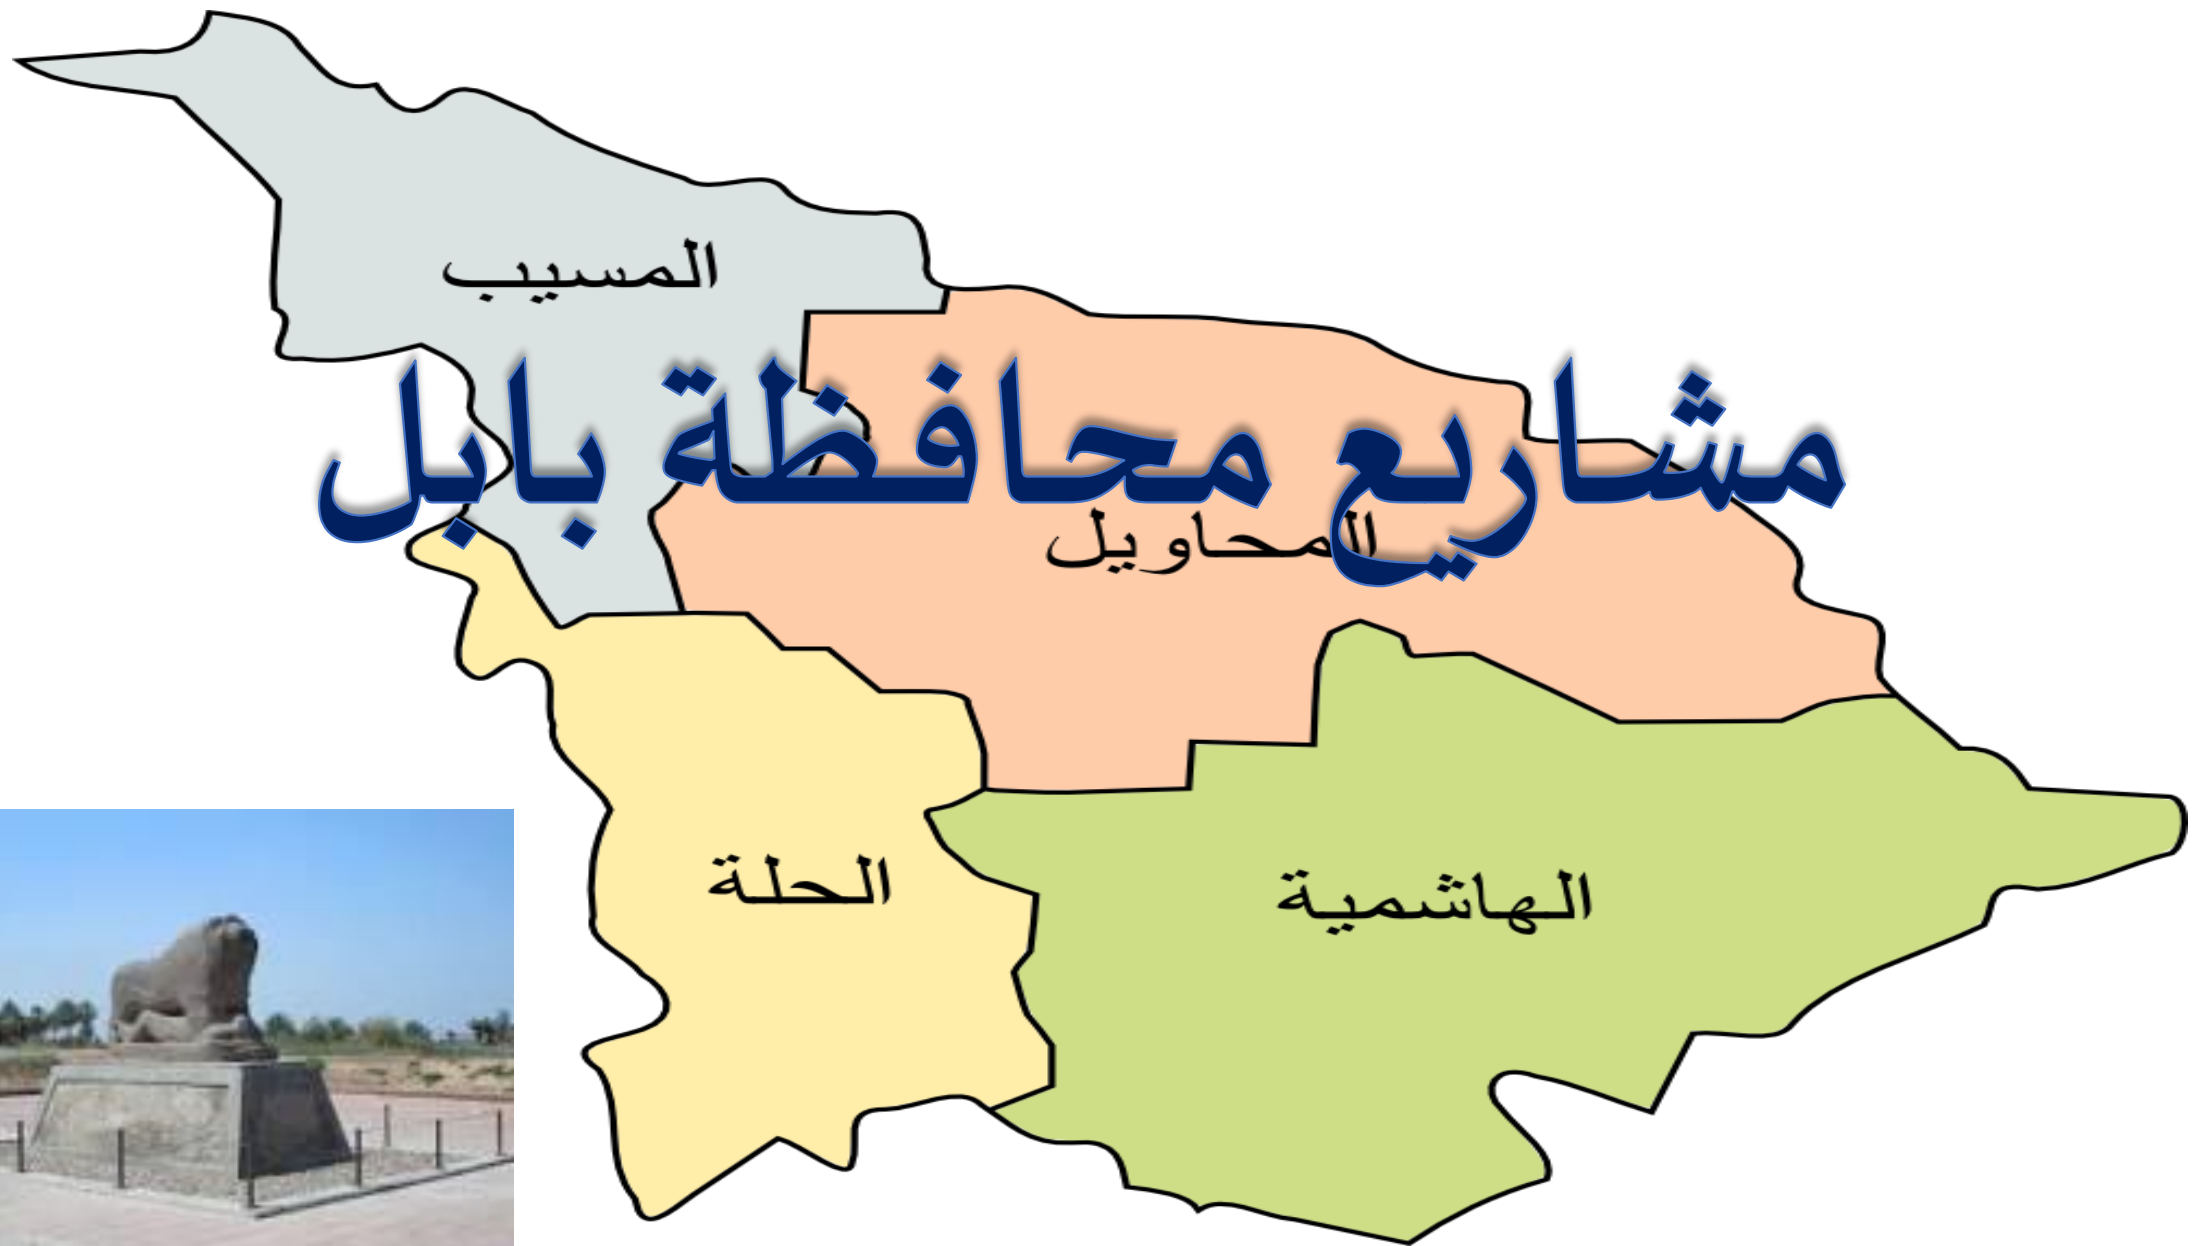 المسيب
مشاريع محافظة بابل
المحاويل
الحلة
الهاشمية